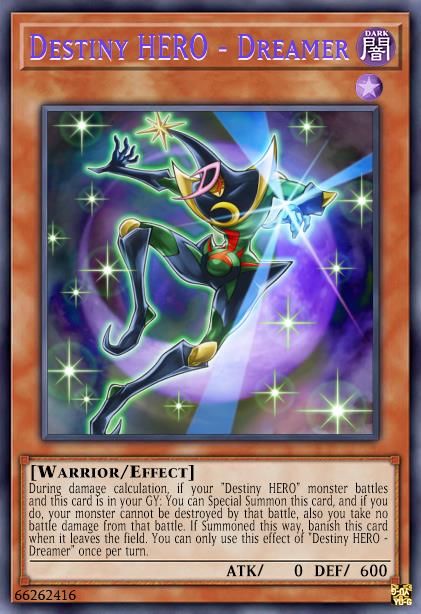 DESTINY HERO - DREAMER
DARK
闇
[WARRIOR/EFFECT]
During damage calculation, if your "Destiny HERO" monster battles
and this card is in your GY: You can Special Summon this card, and if you
do, your monster cannot be destroyed by that battle, also you take no
battle damage from that battle. If Summoned this way, banish this card
when it leaves the field. You can only use this effect of "Destiny HERO -
Dreamer" once per turn.
ATK/ 0 DEF/ 600
66262416